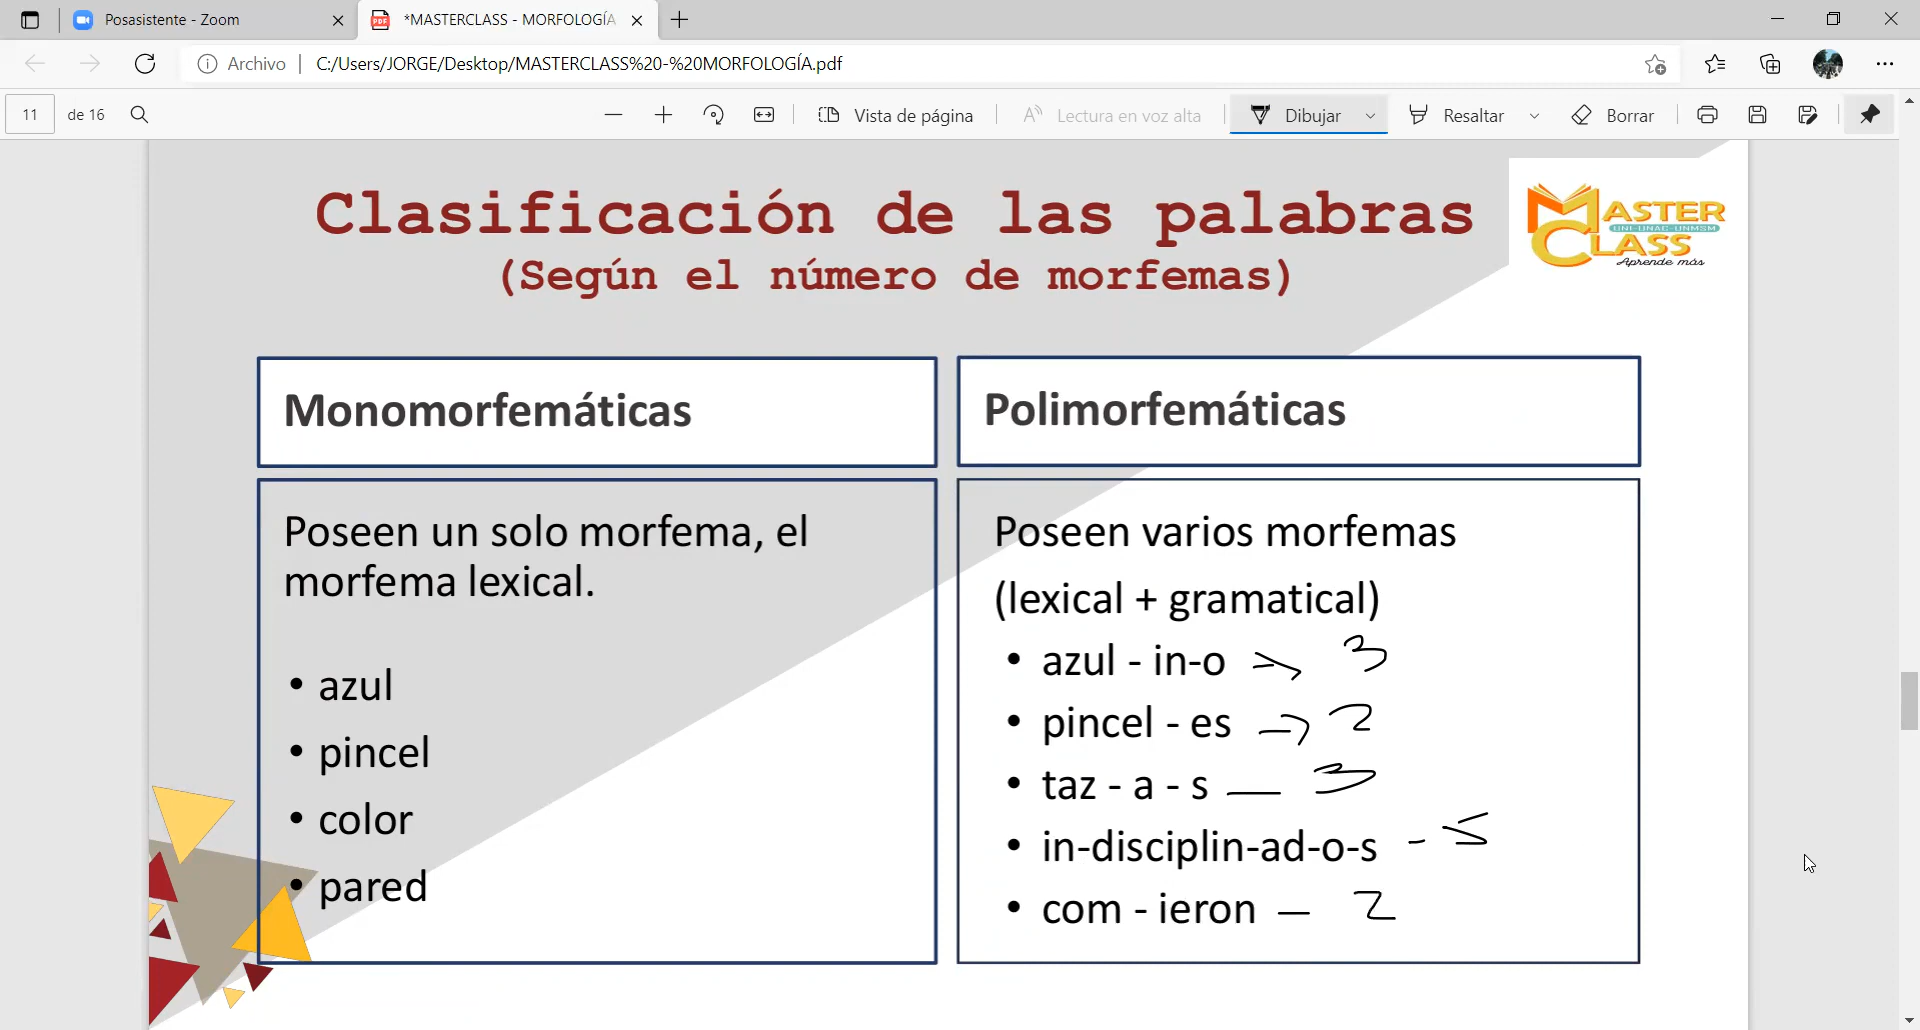 Posasistente - Zoom
*MASTERCLASS - MORFOLOGÍA
Archivo
C:/Users/JORGE/Desktop/MASTERCLASS%20-%20MORFOLOGÍA.pdf
11 de 16
Vista de página
Lectura en voz alta
Dibujar
Resaltar
Borrar
Clasificación de las palabras
(Según el número de morfemas)
MASTER
UNI-UNAC-UNMSM
CLASS
Aprende más
Monomorfemáticas
Poseen un solo morfema, el
morfema lexical.
• azul
• pincel
• color
• pared
Polimorfemáticas
Poseen varios morfemas
(lexical + gramatical)
• azul - in-o → 3
• pincel - es → 2
• taz - a - s — 3
• in-disciplin-ad-o-s - 5
• com - ieron — 2